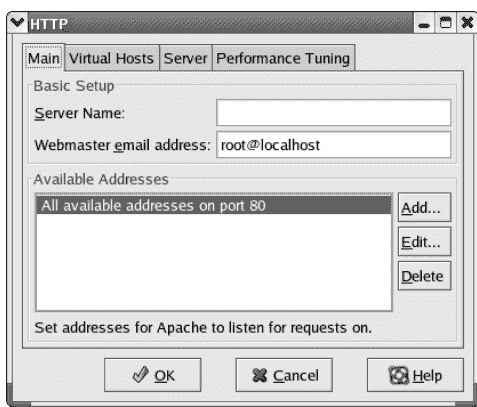 HTTP
Main Virtual Hosts Server Performance Tuning
Basic Setup
Server Name:
Webmaster email address: root@localhost
Available Addresses
All available addresses on port 80
Add...
Edit...
Delete
Set addresses for Apache to listen for requests on.
OK Cancel Help